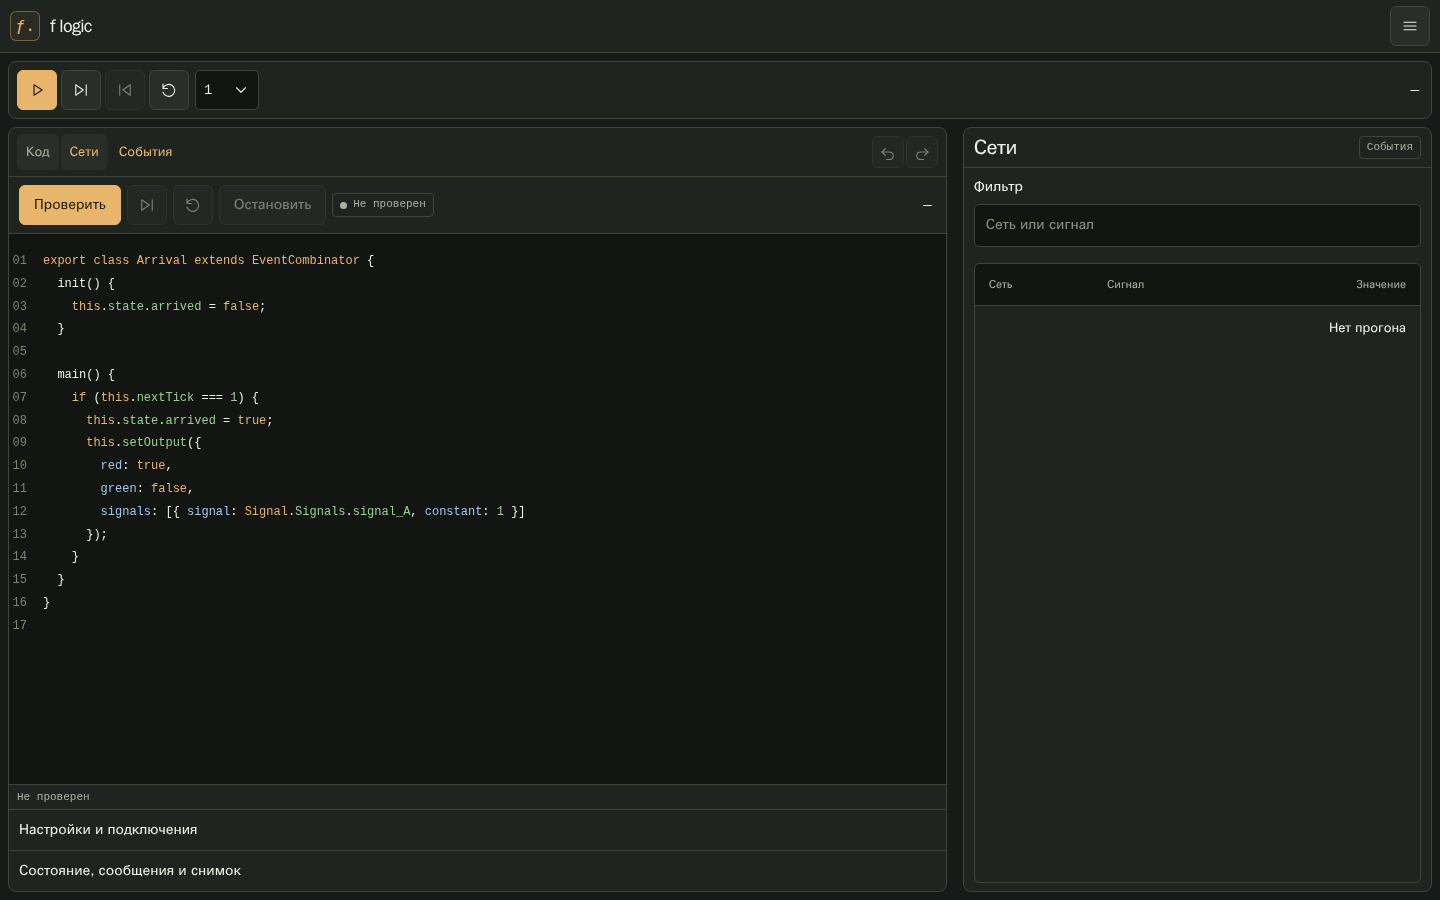 f. f logic
1 –
Код Сети События
Проверить Остановить Не проверен –
01 export class Arrival extends EventCombinator {
02   init() {
03     this.state.arrived = false;
04   }
05
06   main() {
07     if (this.nextTick === 1) {
08       this.state.arrived = true;
09       this.setOutput({
10         red: true,
11         green: false,
12         signals: [{ signal: Signal.Signals.signal_A, constant: 1 }]
13       });
14     }
15   }
16 }
17
Не проверен
Настройки и подключения
Состояние, сообщения и снимок
Сети События
Фильтр
Сеть или сигнал
Сеть Сигнал Значение
Нет прогона